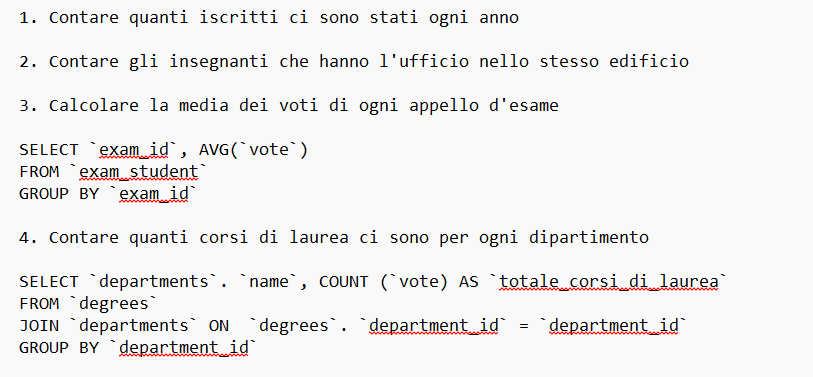 1. Contare quanti iscritti ci sono stati ogni anno
2. Contare gli insegnanti che hanno l'ufficio nello stesso edificio
3. Calcolare la media dei voti di ogni appello d'esame
SELECT `exam_id`, AVG(`vote`)
FROM `exam_student`
GROUP BY `exam_id`
4. Contare quanti corsi di laurea ci sono per ogni dipartimento
SELECT `departments`. `name`, COUNT (`vote) AS `totale_corsi_di_laurea`
FROM `degrees`
JOIN `departments` ON  `degrees`. `department_id` = `department_id`
GROUP BY `department_id`